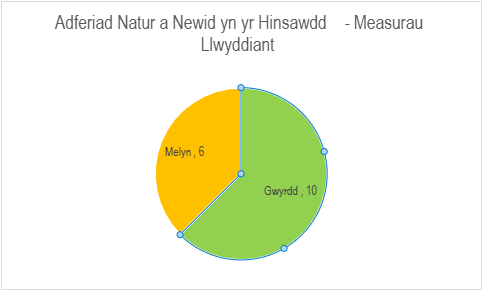 Adferiad Natur a Newid yn yr Hinsawdd - Measurau
Llwyddiant
Melyn , 6
Gwyrdd , 10